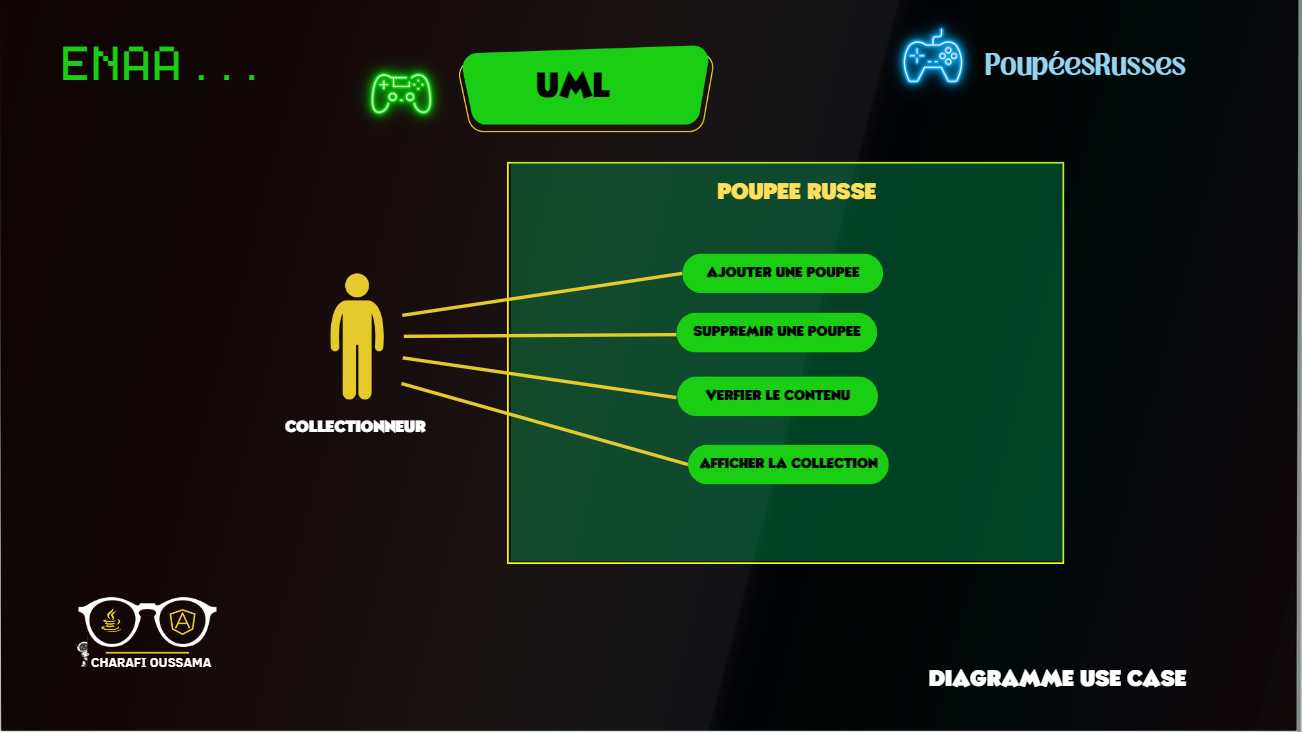 ENAA ...
UML
PoupéesRusses
POUPEE RUSSE
AJOUTER UNE POUPEE
SUPPREMIR UNE POUPEE
VERFIER LE CONTENU
AFFICHER LA COLLECTION
COLLECTIONNEUR
CHARAFI OUSSAMA
DIAGRAMME USE CASE